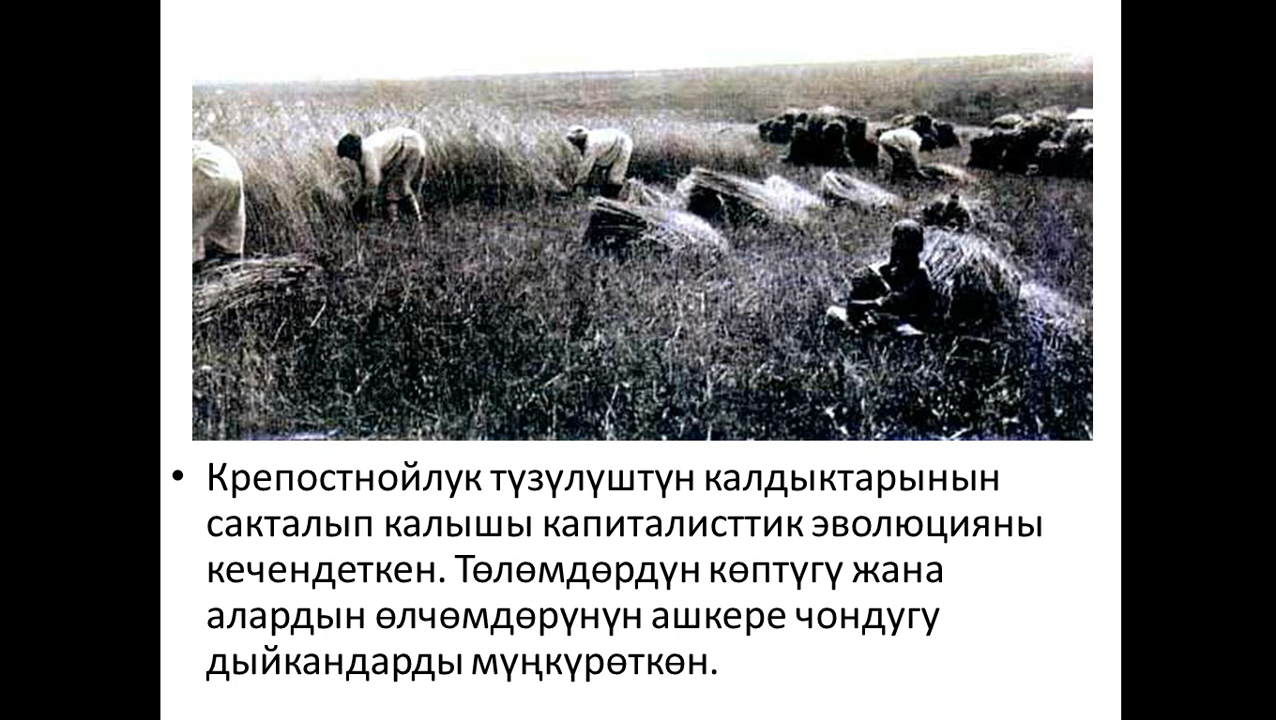 • Крепостнойлук түзүлүштүн калдыктарынын
сакталып калышы капиталисттик эволюцияны
кечендеткен. Төлөмдөрдүн көптүгү жана
алардын өлчөмдөрүнүн ашкере чондугу
дыйкандарды мүңкүрөткөн.